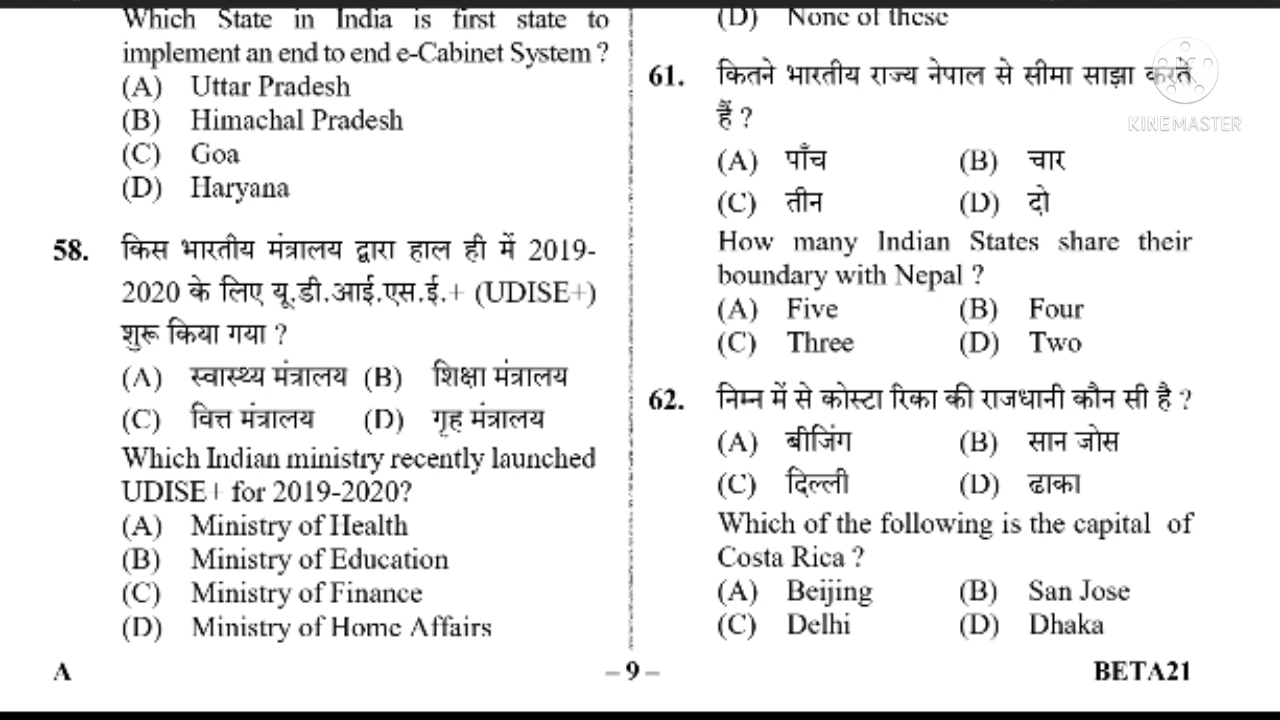 Which State in India is first state to
implement an end to end e-Cabinet System ?
(A) Uttar Pradesh
(B) Himachal Pradesh
(C) Goa
(D) Haryana
58. किस भारतीय मंत्रालय द्वारा हाल ही में 2019-
2020 के लिए यू.डी.आई.एस.ई.+ (UDISE+)
शुरू किया गया ?
(A) स्वास्थ्य मंत्रालय (B) शिक्षा मंत्रालय
(C) वित्त मंत्रालय (D) गृह मंत्रालय
Which Indian ministry recently launched
UDISE+ for 2019-2020?
(A) Ministry of Health
(B) Ministry of Education
(C) Ministry of Finance
(D) Ministry of Home Affairs
(D) None of these
61. कितने भारतीय राज्य नेपाल से सीमा साझा करते
हैं ?
(A) पाँच (B) चार
(C) तीन (D) दो
How many Indian States share their
boundary with Nepal ?
(A) Five (B) Four
(C) Three (D) Two
62. निम्न में से कोस्टा रिका की राजधानी कौन सी है ?
(A) बीजिंग (B) सान जोस
(C) दिल्ली (D) ढाका
Which of the following is the capital of
Costa Rica ?
(A) Beijing (B) San Jose
(C) Delhi (D) Dhaka
A – 9 – BETA21
KINEMASTER